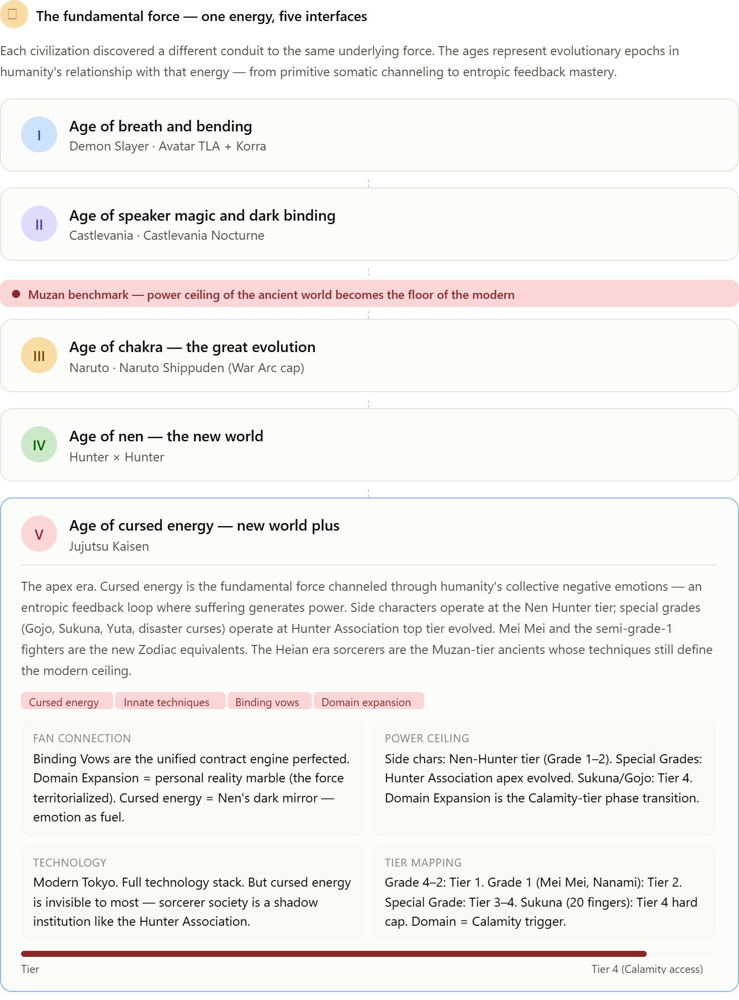 The fundamental force — one energy, five interfaces
Each civilization discovered a different conduit to the same underlying force. The ages represent evolutionary epochs in
humanity's relationship with that energy — from primitive somatic channeling to entropic feedback mastery.
I
Age of breath and bending
Demon Slayer · Avatar TLA + Korra
II
Age of speaker magic and dark binding
Castlevania · Castlevania Nocturne
Muzan benchmark — power ceiling of the ancient world becomes the floor of the modern
III
Age of chakra — the great evolution
Naruto · Naruto Shippuden (War Arc cap)
IV
Age of nen — the new world
Hunter × Hunter
V
Age of cursed energy — new world plus
Jujutsu Kaisen
The apex era. Cursed energy is the fundamental force channeled through humanity's collective negative emotions — an
entropic feedback loop where suffering generates power. Side characters operate at the Nen Hunter tier; special grades
(Gojo, Sukuna, Yuta, disaster curses) operate at Hunter Association top tier evolved. Mei Mei and the semi-grade-1
fighters are the new Zodiac equivalents. The Heian era sorcerers are the Muzan-tier ancients whose techniques still define
the modern ceiling.
Cursed energy
Innate techniques
Binding vows
Domain expansion
FAN CONNECTION
Binding Vows are the unified contract engine perfected.
Domain Expansion = personal reality marble (the force
territorialized). Cursed energy = Nen's dark mirror —
emotion as fuel.
POWER CEILING
Side chars: Nen-Hunter tier (Grade 1–2). Special Grades:
Hunter Association apex evolved. Sukuna/Gojo: Tier 4.
Domain Expansion is the Calamity-tier phase transition.
TECHNOLOGY
Modern Tokyo. Full technology stack. But cursed energy
is invisible to most — sorcerer society is a shadow
institution like the Hunter Association.
TIER MAPPING
Grade 4–2: Tier 1. Grade 1 (Mei Mei, Nanami): Tier 2.
Special Grade: Tier 3–4. Sukuna (20 fingers): Tier 4 hard
cap. Domain = Calamity trigger.
Tier
Tier 4 (Calamity access)